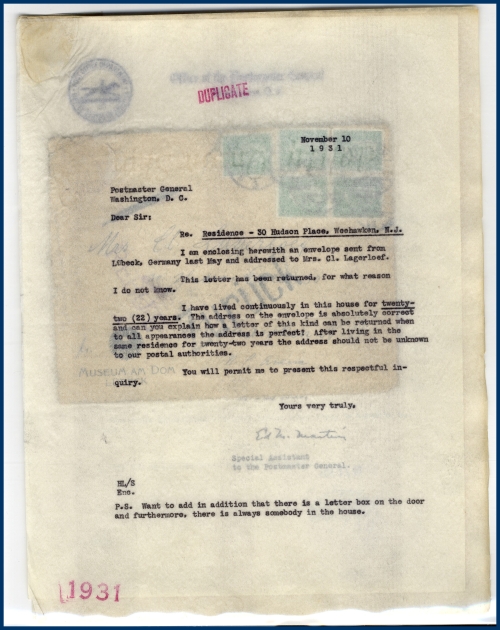 Office of the Postmaster General
DUPLICATE
November 10
1931
Postmaster General
Washington, D. C.
Dear Sir:
Re. Residence - 30 Hudson Place, Weehawken, N.J.
I am enclosing herewith an envelope sent from
Lübeck, Germany last May and addressed to Mrs. Cl. Lagerloef.
This letter has been returned, for what reason
I do not know.
I have lived continuously in this house for twenty-
two (22) years. The address on the envelope is absolutely correct
and can you explain how a letter of this kind can be returned when
to all appearances the address is perfect? After living in the
same residence for twenty-two years the address should not be unknown
to our postal authorities.
MUSEUM AM DOM
You will permit me to present this respectful in-
quiry.
Yours very truly,
Special Assistant
to the Postmaster General.
HL/S
Enc.
P.S. Want to add in addition that there is a letter box on the door
and furthermore, there is always somebody in the house.
1931